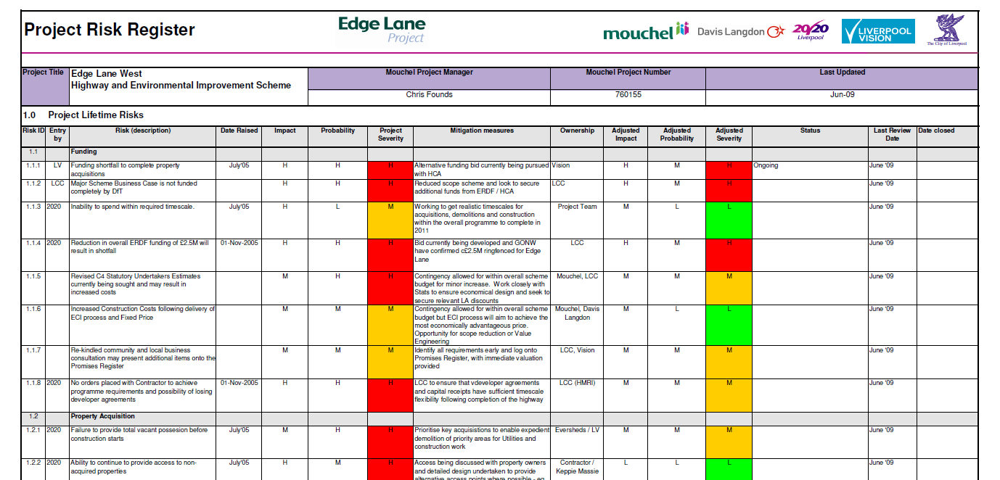 Project Risk Register
Edge Lane
Project
mouchel
Davis Langdon
20/20
Liverpool
LIVERPOOL
VISION
The City of Liverpool
Project Title
Edge Lane West
Highway and Environmental Improvement Scheme
Mouchel Project Manager
Mouchel Project Number
Last Updated
Chris Founds
760155
Jun-09
1.0 Project Lifetime Risks
Risk ID Entry Risk (description) Date Raised Impact Probability Project Mitigation measures Ownership Adjusted Adjusted Adjusted Status Last Review Date closed
by Severity Impact Probability Severity Date
1.1 Funding
1.1.1 LV Funding shortfall to complete property July'05 H H H Alternative funding bid currently being pursued Vision H M H Ongoing June '09
acquisitions with HCA
1.1.2 LCC Major Scheme Business Case is not funded H H H Reduced scope scheme and look to secure LCC H M H June '09
completely by DfT additional funds from ERDF / HCA
1.1.3 2020 Inability to spend within required timescale. July'05 H L M Working to get realistic timescales for Project Team M L L June '09
acquisitions, demolitions and construction
within the overall programme to complete in
2011
1.1.4 2020 Reduction in overall ERDF funding of £2.5M will 01-Nov-2005 H H H Bid currently being developed and GONW LCC H M H June '09
result in shotfall have confirmed c£2.5M ringfenced for Edge
Lane
1.1.5 Revised C4 Statutory Undertakers Estimates M H H Contingency allowed for within overall scheme Mouchel, LCC M M M June '09
currently being sought and may result in budget for minor increase. Work closely with
increased costs Stats to ensure economical design and seek to
secure relevant LA discounts
1.1.6 Increased Construction Costs following delivery of M M M Contingency allowed for within overall scheme Mouchel, Davis M L L June '09
ECI process and Fixed Price budget but ECI process will aim to achieve the Langdon
most economically advantageous price.
Opportunity for scope reduction or Value
Engineering
1.1.7 Re-kindled community and local business M M M Identify all requirements early and log onto LCC, Vision M M M June '09
consultation may present additional items onto the Promises Register, with immediate valuation
Promises Register provided
1.1.8 2020 No orders placed with Contractor to achieve 01-Nov-2005 H H H LCC to ensure that vdeveloper agreements LCC (HMRI) M M M June '09
programme requirements and possibility of losing and capital receipts have sufficient timescale
developer agreements flexibility following completion of the highway
1.2 Property Acquisition
1.2.1 2020 Failure to provide total vacant possesion before July'05 M H H Prioritise key acquisistions to enable expedient Eversheds / LV M M M June '09
construction starts demolition of priority areas for Utilities and
construction work
1.2.2 2020 Ability to continue to provide access to non- July'05 H M H Access being discussed with property owners Contractor / L L L June '09
acquired properties and detailed design undertaken to provide Keppie Massie
alternative access points where possible - eg